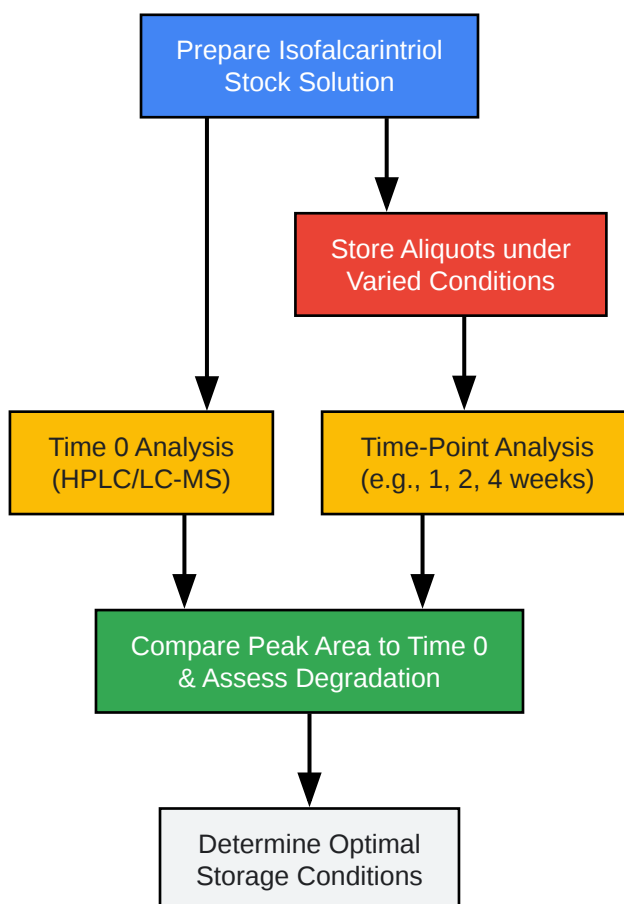 Prepare Isofalcarintriol
Stock Solution
Store Aliquots under
Varied Conditions
Time 0 Analysis
(HPLC/LC-MS)
Time-Point Analysis
(e.g., 1, 2, 4 weeks)
Compare Peak Area to Time 0
& Assess Degradation
Determine Optimal
Storage Conditions